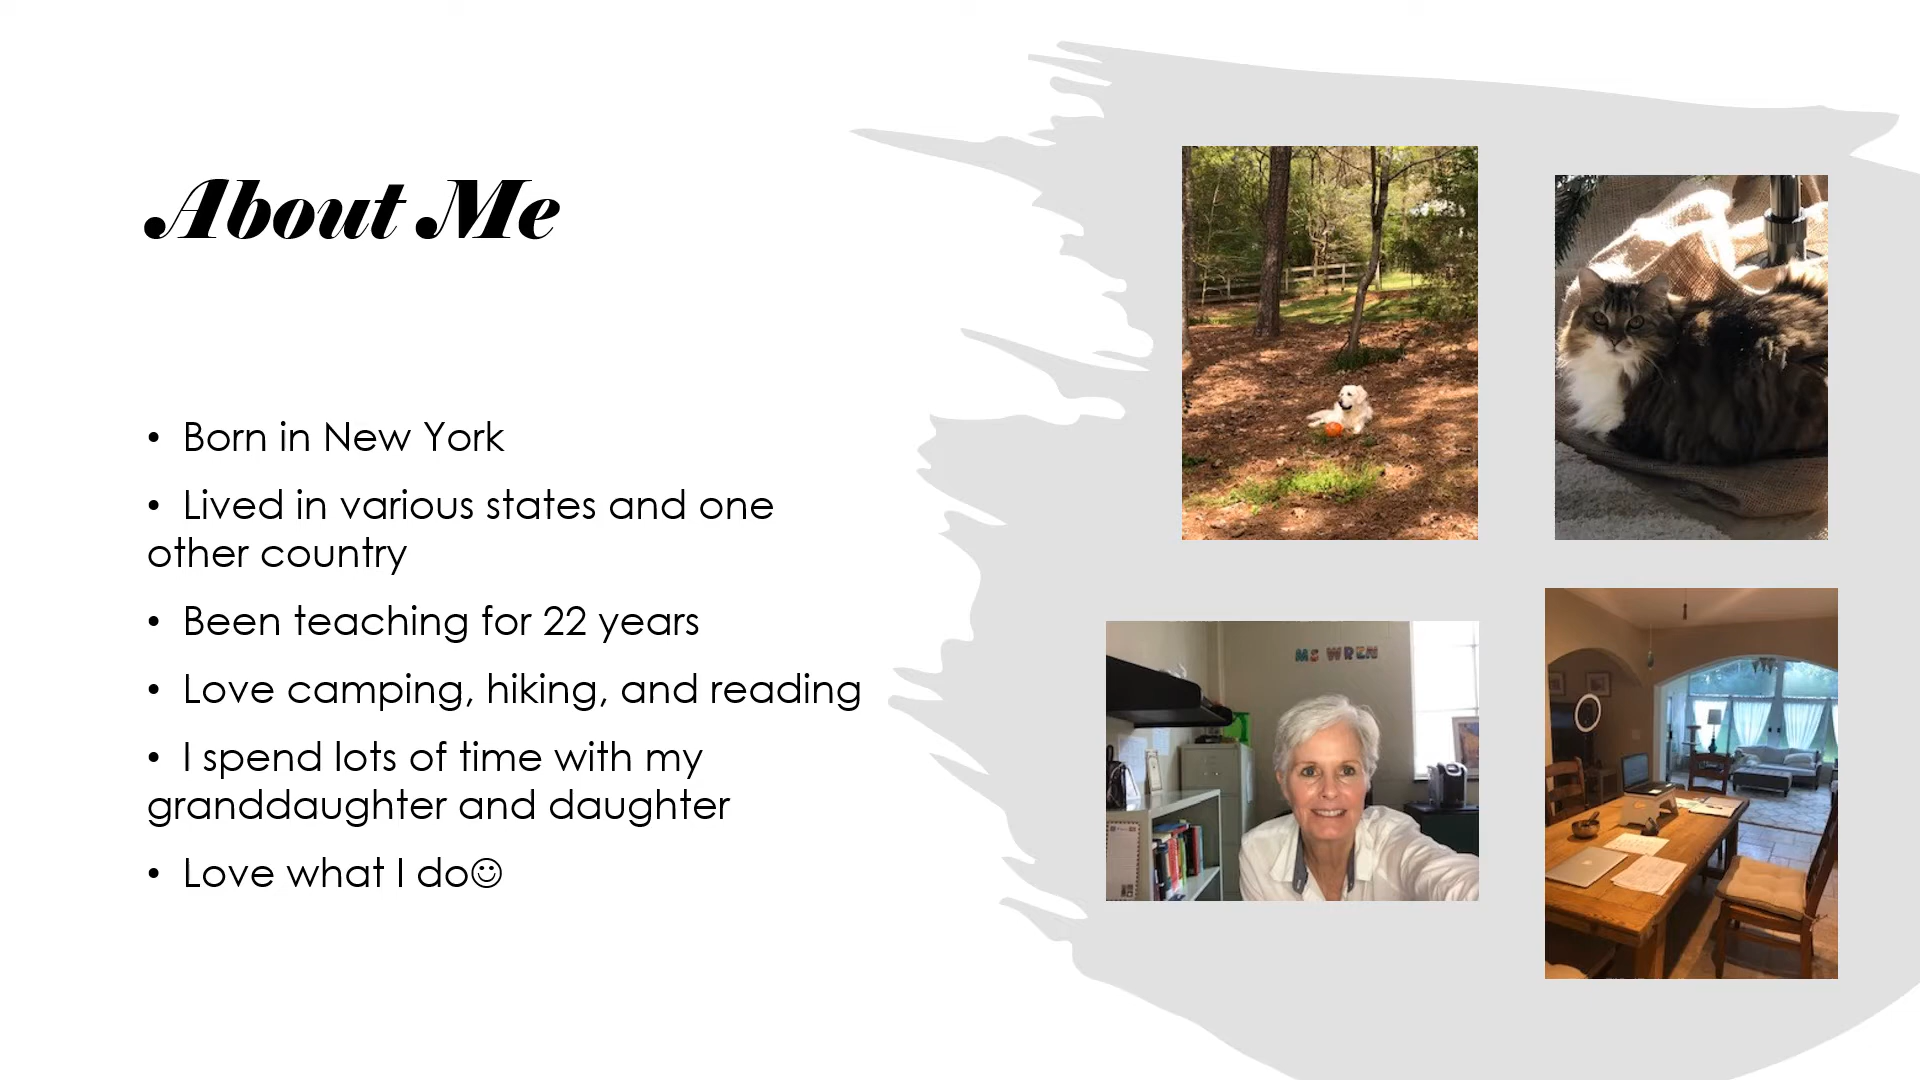 About Me
• Born in New York
• Lived in various states and one
other country
• Been teaching for 22 years
• Love camping, hiking, and reading
• I spend lots of time with my
granddaughter and daughter
• Love what I do☺
MS WREN